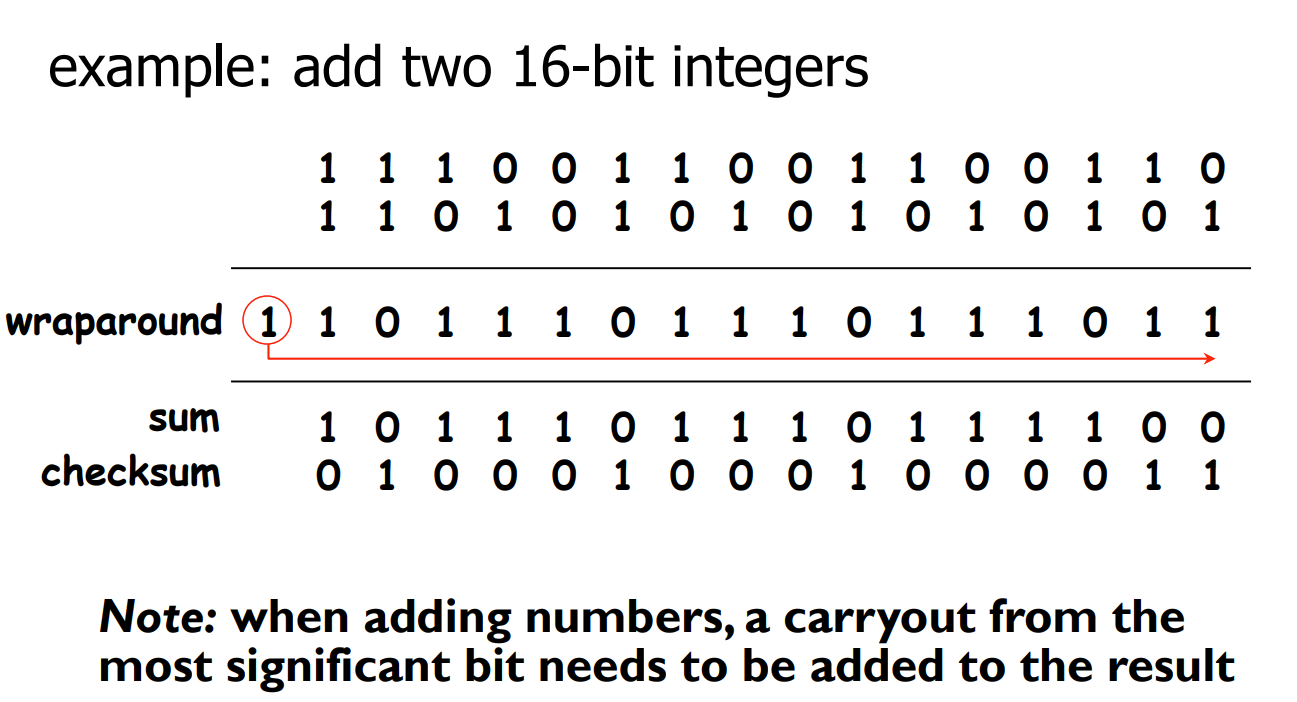 example: add two 16-bit integers
1 1 1 0 0 1 1 0 0 1 1 0 0 1 1 0
1 1 0 1 0 1 0 1 0 1 0 1 0 1 0 1
wraparound 1 1 0 1 1 1 0 1 1 1 0 1 1 1 0 1 1
sum 1 0 1 1 1 0 1 1 1 0 1 1 1 1 0 0
checksum 0 1 0 0 0 1 0 0 0 1 0 0 0 0 1 1
Note: when adding numbers, a carryout from the
most significant bit needs to be added to the result